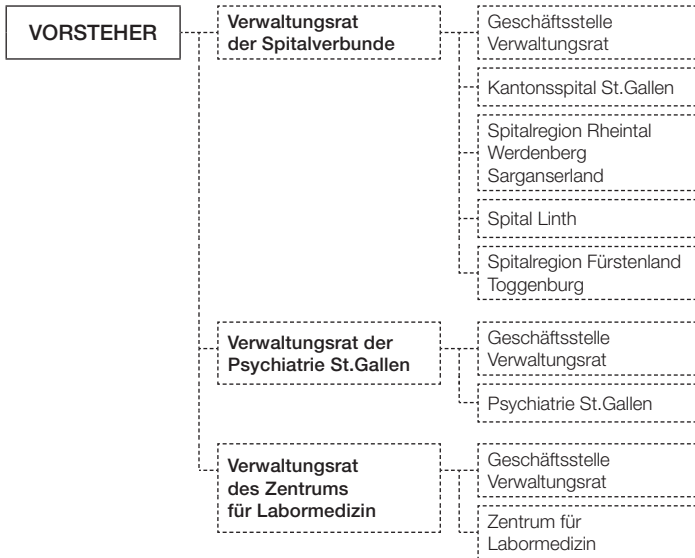 VORSTEHER
Verwaltungsrat
der Spitalverbunde
Geschäftsstelle
Verwaltungsrat
Kantonsspital St.Gallen
Spitalregion Rheintal
Werdenberg
Sarganserland
Spital Linth
Spitalregion Fürstenland
Toggenburg
Verwaltungsrat der
Psychiatrie St.Gallen
Geschäftsstelle
Verwaltungsrat
Psychiatrie St.Gallen
Verwaltungsrat
des Zentrums
für Labormedizin
Geschäftsstelle
Verwaltungsrat
Zentrum für
Labormedizin